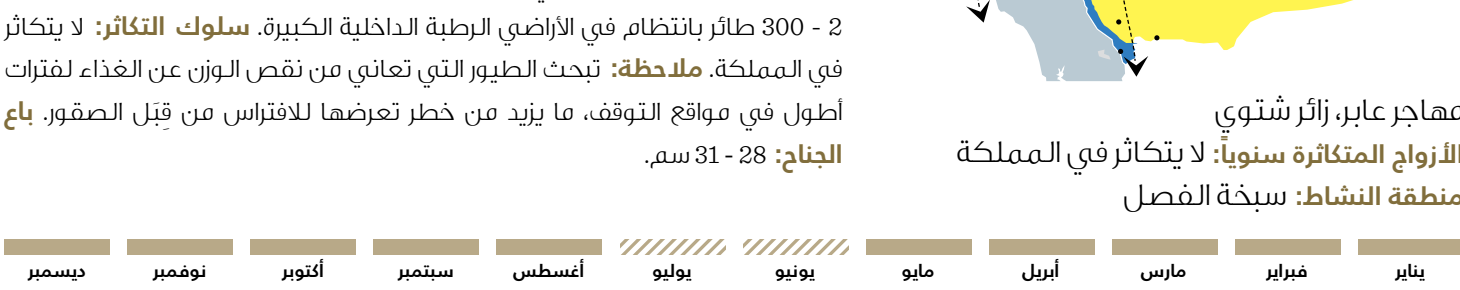 2 - 300 طائر بانتظام في الأراضي الرطبة الداخلية الكبيرة. سلوك التكاثر: لا يتكاثر
في المملكة. ملاحظة: تبحث الطيور التي تعاني من نقص الوزن عن الغذاء لفترات
أطول في مواقع التوقف، ما يزيد من خطر تعرضها للافتراس من قِبَل الصقور. باع
الجناح: 28 - 31 سم.
مهاجر عابر، زائر شتوي
الأزواج المتكاثرة سنوياً: لا يتكاثر في المملكة
منطقة النشاط: سبخة الفصل
يناير فبراير مارس أبريل مايو يونيو يوليو أغسطس سبتمبر أكتوبر نوفمبر ديسمبر